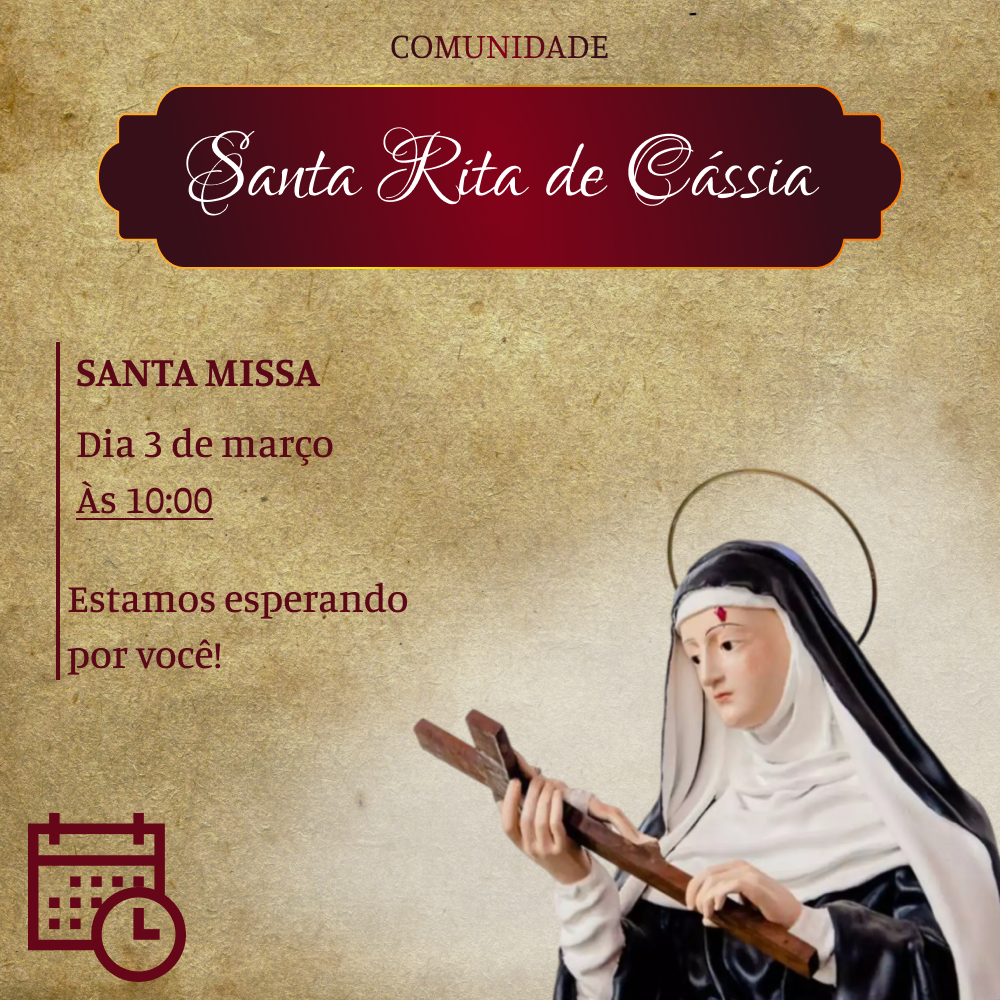 COMUNIDADE
Santa Rita de Cássia
SANTA MISSA
Dia 3 de março
Às 10:00
Estamos esperando
por você!